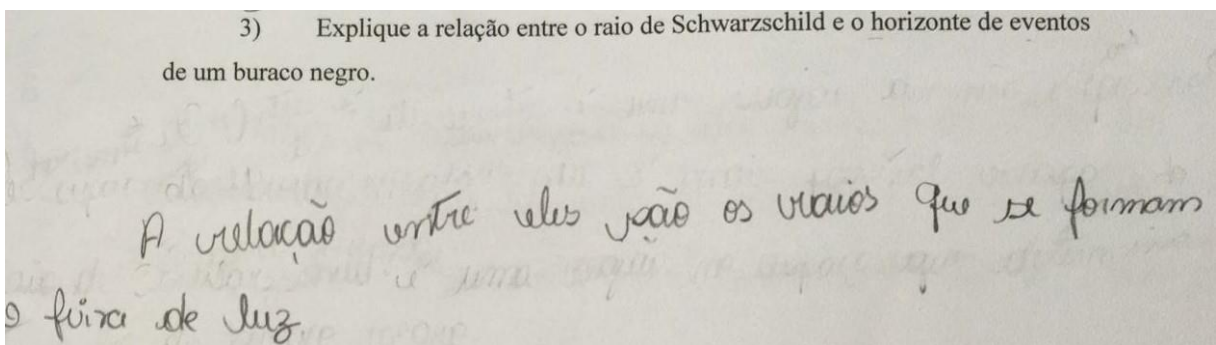 3) Explique a relação entre o raio de Schwarzschild e o horizonte de eventos
de um buraco negro.
A relação entre eles são os raios que se formam
de luz